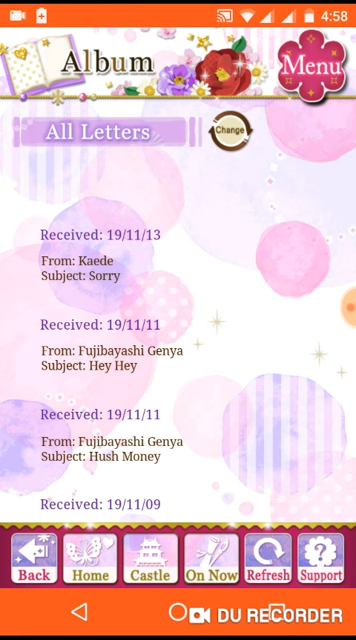 4:58
Album
Menu
All Letters
Change
Received: 19/11/13
From: Kaede
Subject: Sorry
Received: 19/11/11
From: Fujibayashi Genya
Subject: Hey Hey
Received: 19/11/11
From: Fujibayashi Genya
Subject: Hush Money
Received: 19/11/09
Back
Home
Castle
On Now
Refresh
Support
DU RECORDER